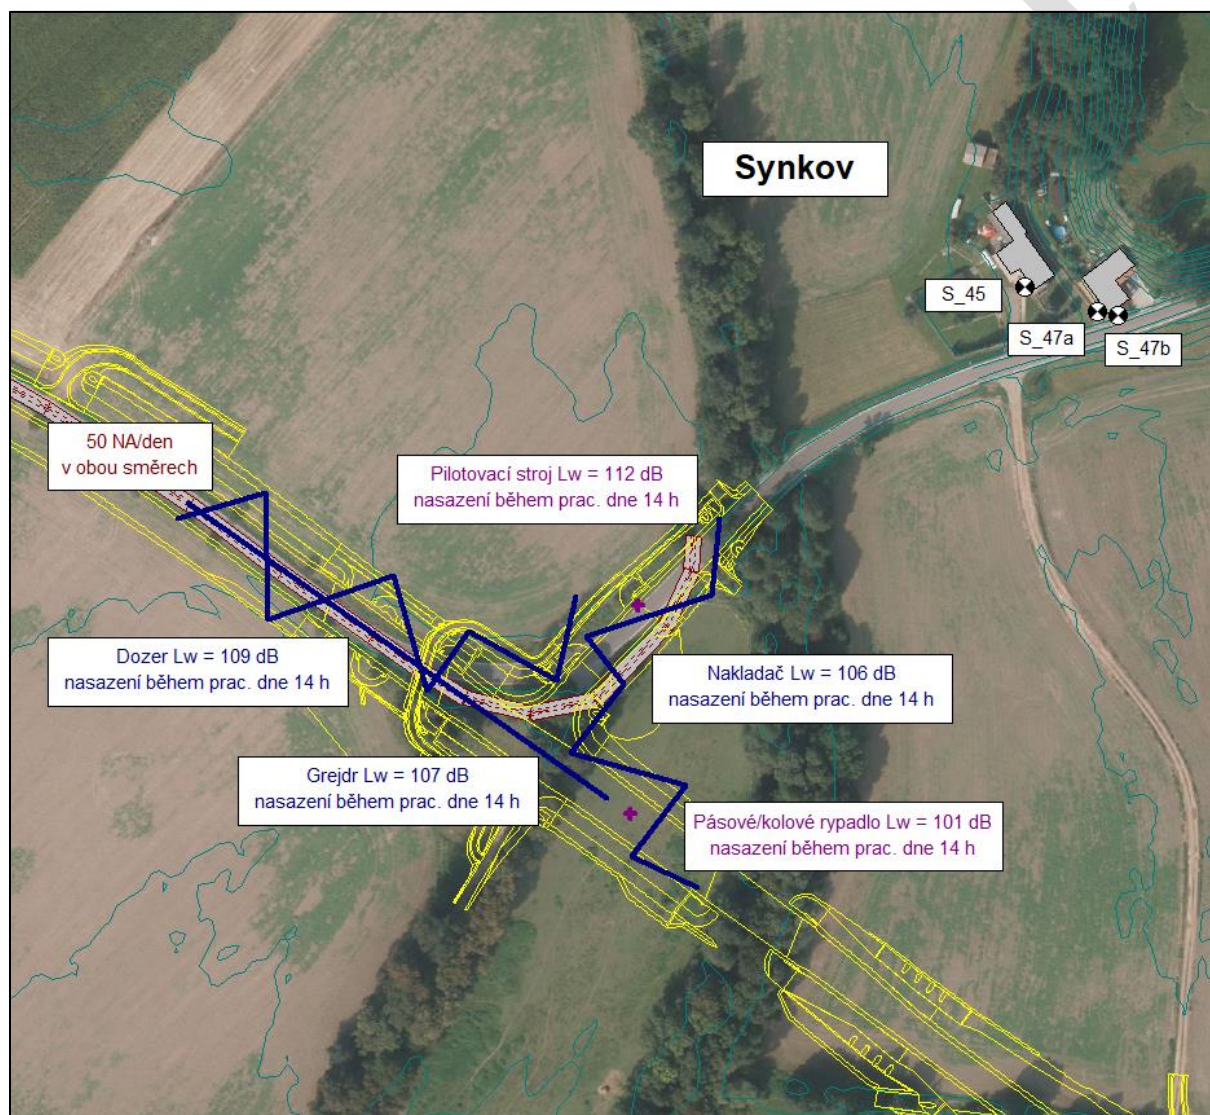 Synkov
S_45
S_47a
S_47b
50 NA/den
v obou směrech
Pilotovací stroj Lw = 112 dB
nasazení během prac. dne 14 h
Dozer Lw = 109 dB
nasazení během prac. dne 14 h
Nakladač Lw = 106 dB
nasazení během prac. dne 14 h
Grejdr Lw = 107 dB
nasazení během prac. dne 14 h
Pásové/kolové rypadlo Lw = 101 dB
nasazení během prac. dne 14 h